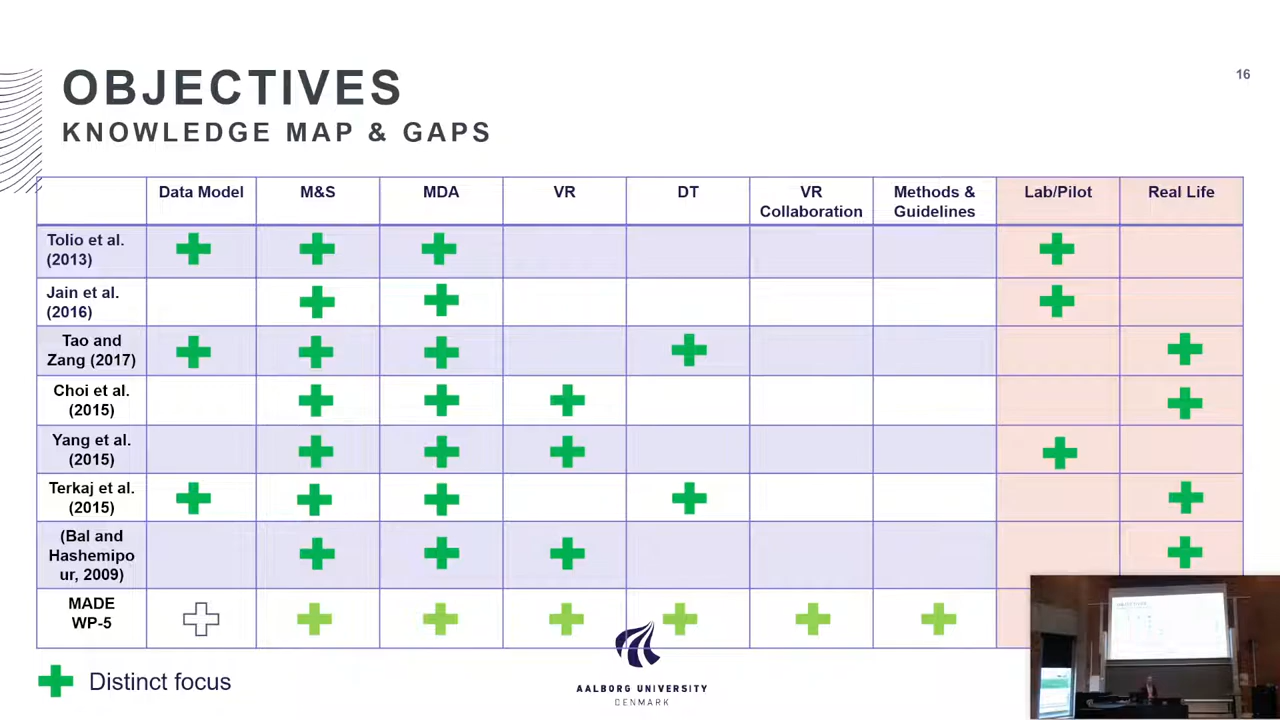 16
OBJECTIVES
KNOWLEDGE MAP & GAPS
Data Model M&S MDA VR DT VR Methods & Lab/Pilot Real Life
Collaboration Guidelines
Tolio et al.
(2013)
Jain et al.
(2016)
Tao and
Zang (2017)
Choi et al.
(2015)
Yang et al.
(2015)
Terkaj et al.
(2015)
(Bal and
Hashemipo
ur, 2009)
MADE
WP-5
Distinct focus
AALBORG UNIVERSITY
DENMARK